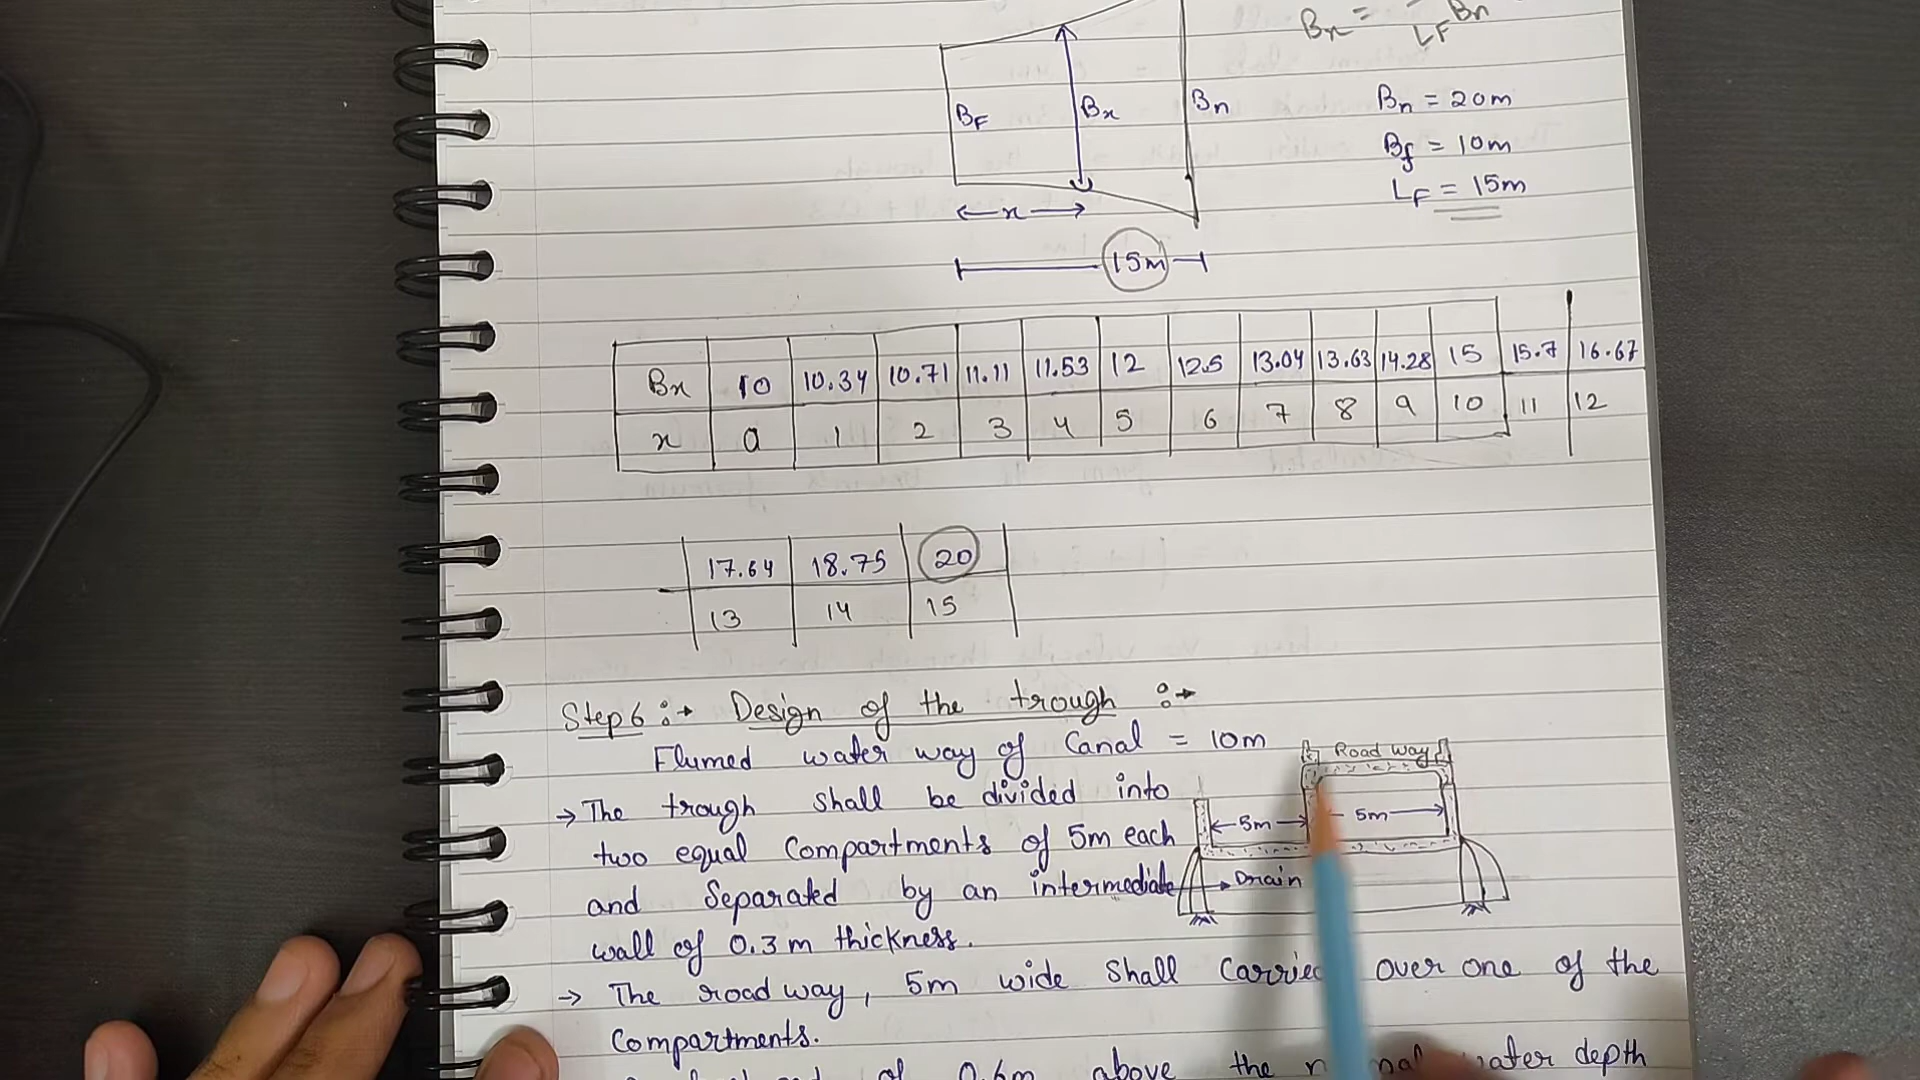 Bx = LF Bn
BF Bx Bn
Bn = 20m
Bf = 10m
LF = 15m
x
15m
Bx 10 10.34 10.71 11.11 11.53 12 12.5 13.04 13.63 14.28 15 15.7 16.67
x 0 1 2 3 4 5 6 7 8 9 10 11 12
17.64 18.75 20
13 14 15
Step 6 :→ Design of the trough :→
Flumed water way of Canal = 10m
→ The trough shall be divided into
two equal Compartments of 5m each
and Separated by an intermediate
wall of 0.3 m thickness.
Road way
5m 5m
Drain
→ The road way, 5m wide Shall Carried over one of the
Compartments.
of 0.6m above the water depth